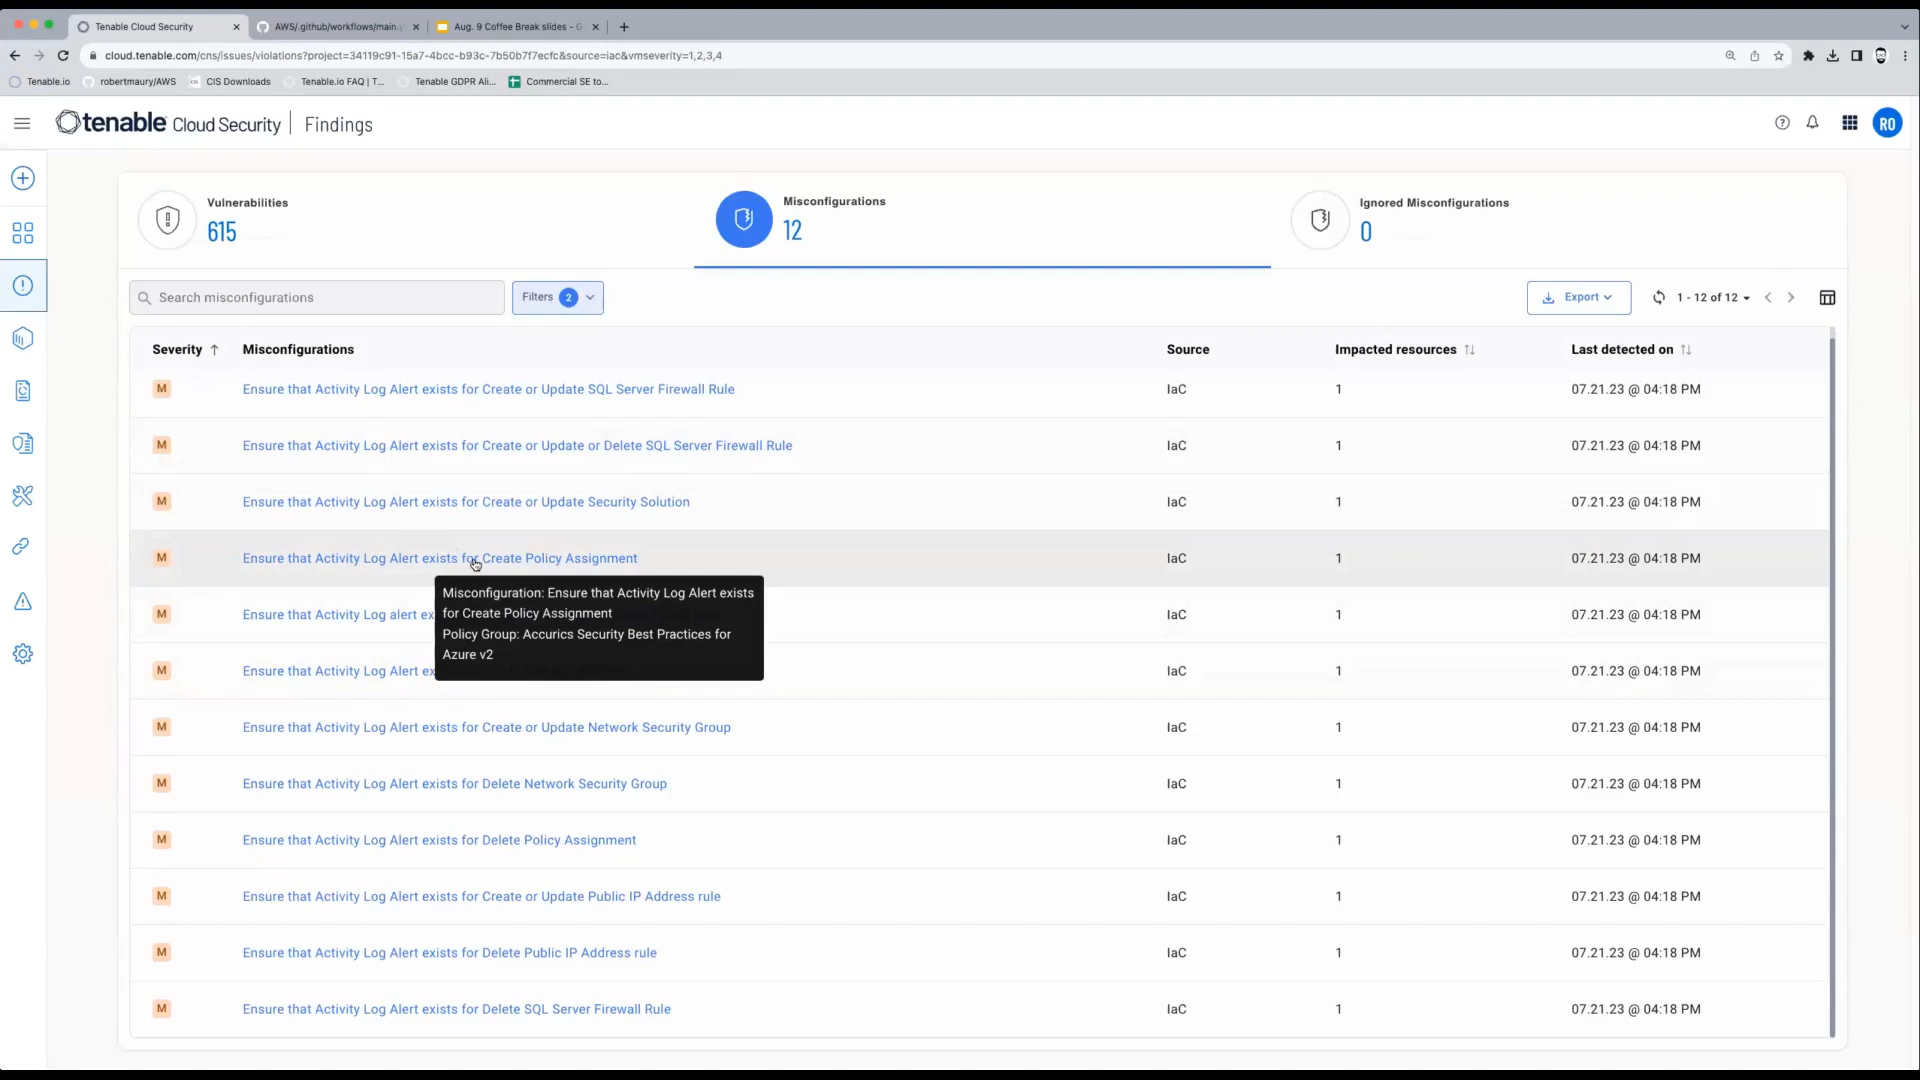 Tenable Cloud Security
AWS/.github/workflows/main.y
Aug. 9 Coffee Break slides - G
cloud.tenable.com/cns/issues/violations?project=34119c91-15a7-4bcc-b93c-7b50b7f7ecfc&source=iac&vmseverity=1,2,3,4
Tenable.io
robertmaury/AWS
CIS Downloads
Tenable.io FAQ | T...
Tenable GDPR Ali...
Commercial SE to...
tenable Cloud Security | Findings
RO
Vulnerabilities
615
Misconfigurations
12
Ignored Misconfigurations
0
Search misconfigurations
Filters 2
Export
1 - 12 of 12
Severity Misconfigurations Source Impacted resources Last detected on
M Ensure that Activity Log Alert exists for Create or Update SQL Server Firewall Rule IaC 1 07.21.23 @ 04:18 PM
M Ensure that Activity Log Alert exists for Create or Update or Delete SQL Server Firewall Rule IaC 1 07.21.23 @ 04:18 PM
M Ensure that Activity Log Alert exists for Create or Update Security Solution IaC 1 07.21.23 @ 04:18 PM
M Ensure that Activity Log Alert exists for Create Policy Assignment IaC 1 07.21.23 @ 04:18 PM
Misconfiguration: Ensure that Activity Log Alert exists
for Create Policy Assignment
Policy Group: Accurics Security Best Practices for
Azure v2
M Ensure that Activity Log alert ex IaC 1 07.21.23 @ 04:18 PM
M Ensure that Activity Log Alert ex IaC 1 07.21.23 @ 04:18 PM
M Ensure that Activity Log Alert exists for Create or Update Network Security Group IaC 1 07.21.23 @ 04:18 PM
M Ensure that Activity Log Alert exists for Delete Network Security Group IaC 1 07.21.23 @ 04:18 PM
M Ensure that Activity Log Alert exists for Delete Policy Assignment IaC 1 07.21.23 @ 04:18 PM
M Ensure that Activity Log Alert exists for Create or Update Public IP Address rule IaC 1 07.21.23 @ 04:18 PM
M Ensure that Activity Log Alert exists for Delete Public IP Address rule IaC 1 07.21.23 @ 04:18 PM
M Ensure that Activity Log Alert exists for Delete SQL Server Firewall Rule IaC 1 07.21.23 @ 04:18 PM